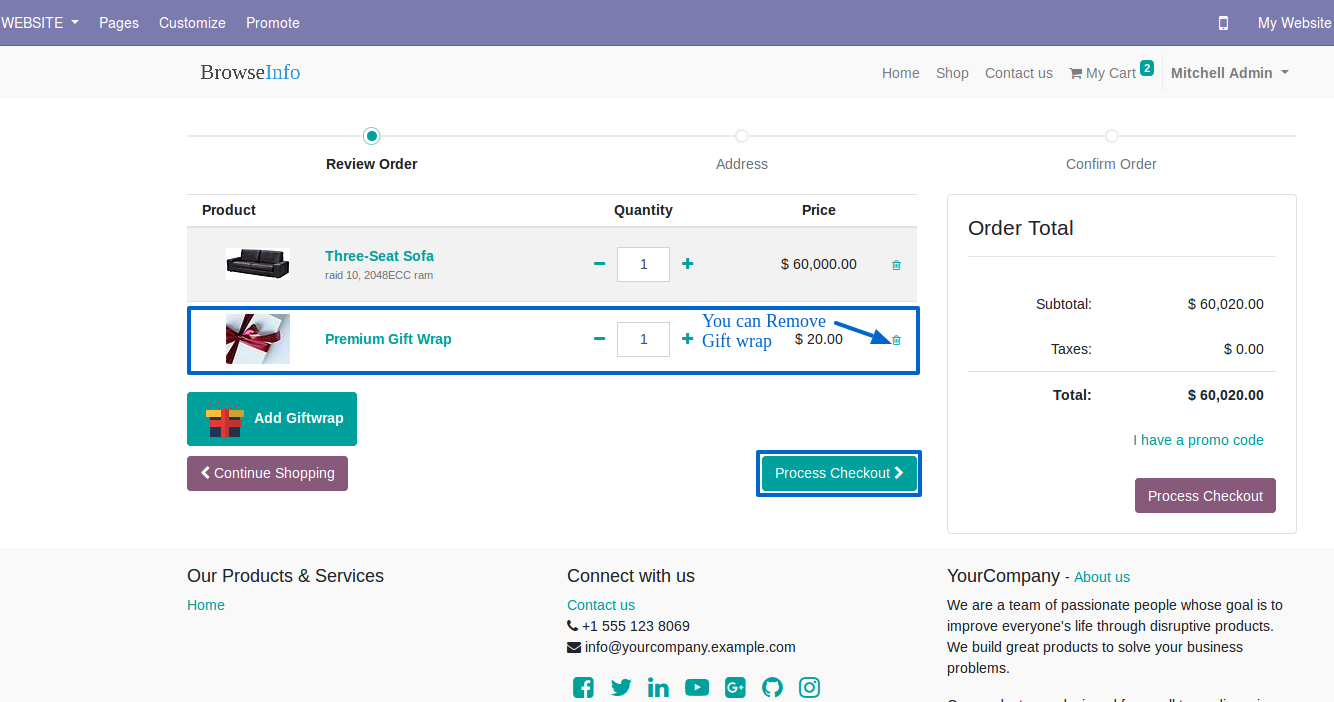 WEBSITE Pages Customize Promote My Website
BrowseInfo Home Shop Contact us My Cart 2 Mitchell Admin
Review Order Address Confirm Order
Product Quantity Price
Three-Seat Sofa
raid 10, 2048ECC ram
1 $ 60,000.00
Premium Gift Wrap 1 $ 20.00
You can Remove
Gift wrap
Add Giftwrap
Continue Shopping Process Checkout
Order Total
Subtotal: $ 60,020.00
Taxes: $ 0.00
Total: $ 60,020.00
I have a promo code
Process Checkout
Our Products & Services
Home
Connect with us
Contact us
+1 555 123 8069
info@yourcompany.example.com
YourCompany - About us
We are a team of passionate people whose goal is to
improve everyone's life through disruptive products.
We build great products to solve your business
problems.